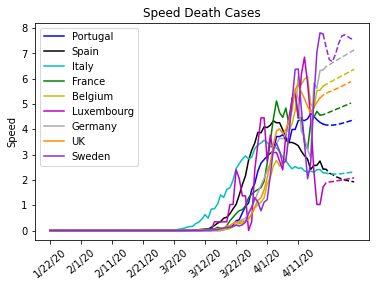 Speed Death Cases
Speed
8
7
6
5
4
3
2
1
0
Portugal
Spain
Italy
France
Belgium
Luxembourg
Germany
UK
Sweden
1/22/20
2/1/20
2/11/20
2/21/20
3/2/20
3/12/20
3/22/20
4/1/20
4/11/20